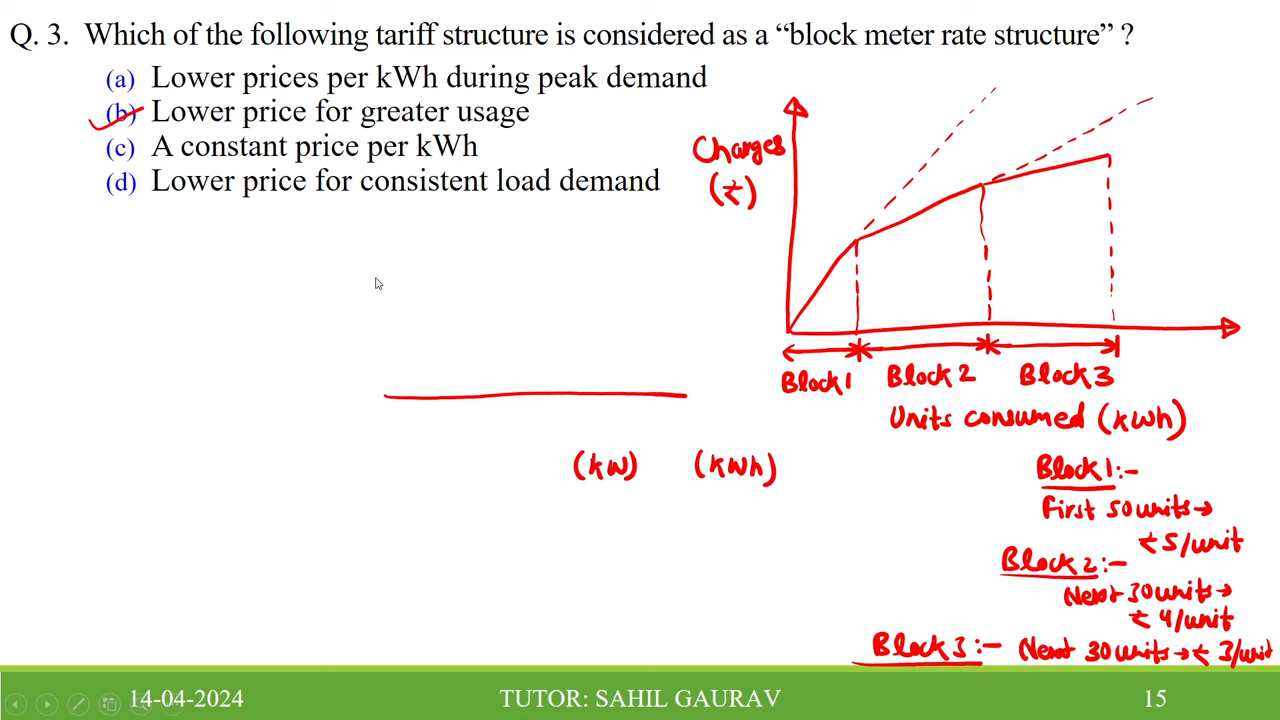 Q. 3. Which of the following tariff structure is considered as a “block meter rate structure” ?
(a) Lower prices per kWh during peak demand
(b) Lower price for greater usage
(c) A constant price per kWh
(d) Lower price for consistent load demand
Charges
(₹)
Block 1
Block 2
Block 3
Units consumed (kWh)
(kW)
(kWh)
Block 1:-
First 50 units →
₹5/unit
Block 2:-
Next 30 units →
₹ 4/unit
Block 3:- Next 30 units → ₹ 3/unit
14-04-2024
TUTOR: SAHIL GAURAV
15